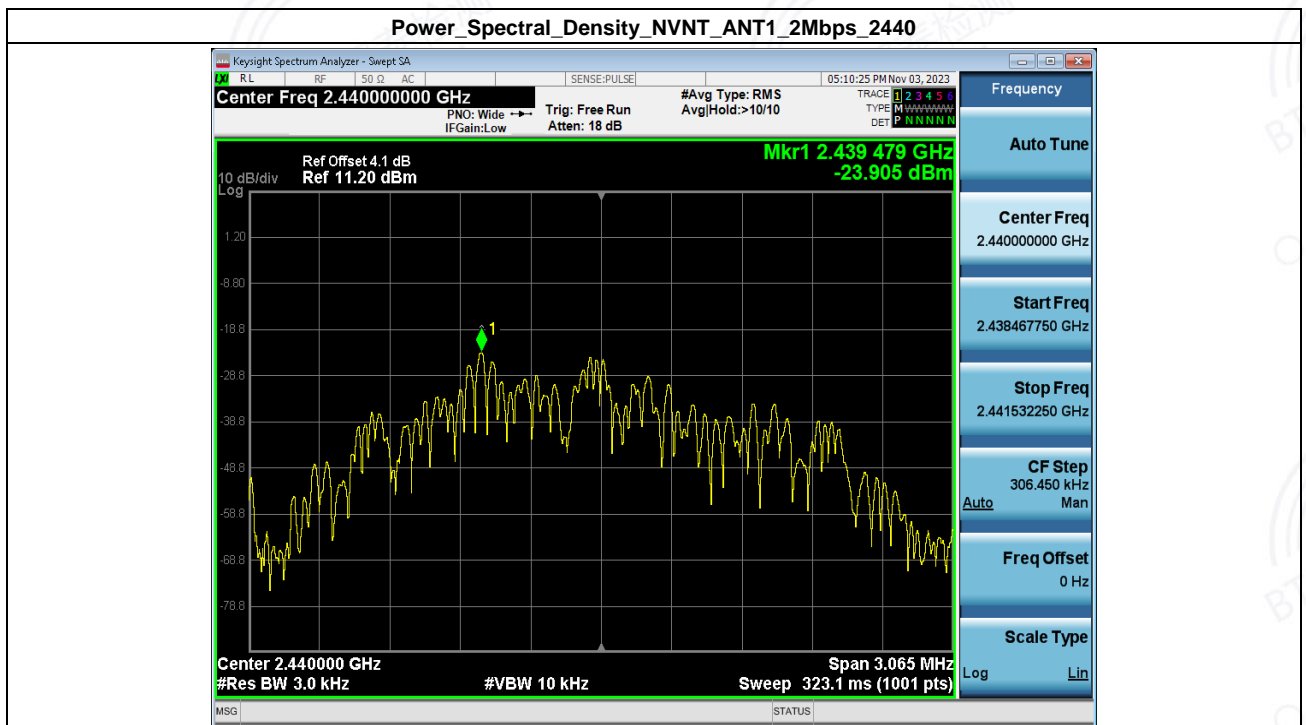 Power_Spectral_Density_NVNT_ANT1_2Mbps_2440
Keysight Spectrum Analyzer - Swept SA
LXI RL RF 50 Ω AC SENSE:PULSE 05:10:25 PM Nov 03, 2023
Center Freq 2.440000000 GHz #Avg Type: RMS TRACE 1 2 3 4 5 6
PNO: Wide Trig: Free Run Avg|Hold:>10/10 TYPE M WWWWW
IFGain:Low Atten: 18 dB DET P N N N N N
Mkr1 2.439 479 GHz
-23.905 dBm
Ref Offset 4.1 dB
10 dB/div Ref 11.20 dBm
Log
1.20
-8.80
-18.8
-28.8
-38.8
-48.8
-58.8
-68.8
-78.8
1
Center 2.440000 GHz Span 3.065 MHz
#Res BW 3.0 kHz #VBW 10 kHz Sweep 323.1 ms (1001 pts)
MSG STATUS
Frequency
Auto Tune
Center Freq
2.440000000 GHz
Start Freq
2.438467750 GHz
Stop Freq
2.441532250 GHz
CF Step
306.450 kHz
Auto Man
Freq Offset
0 Hz
Scale Type
Log Lin